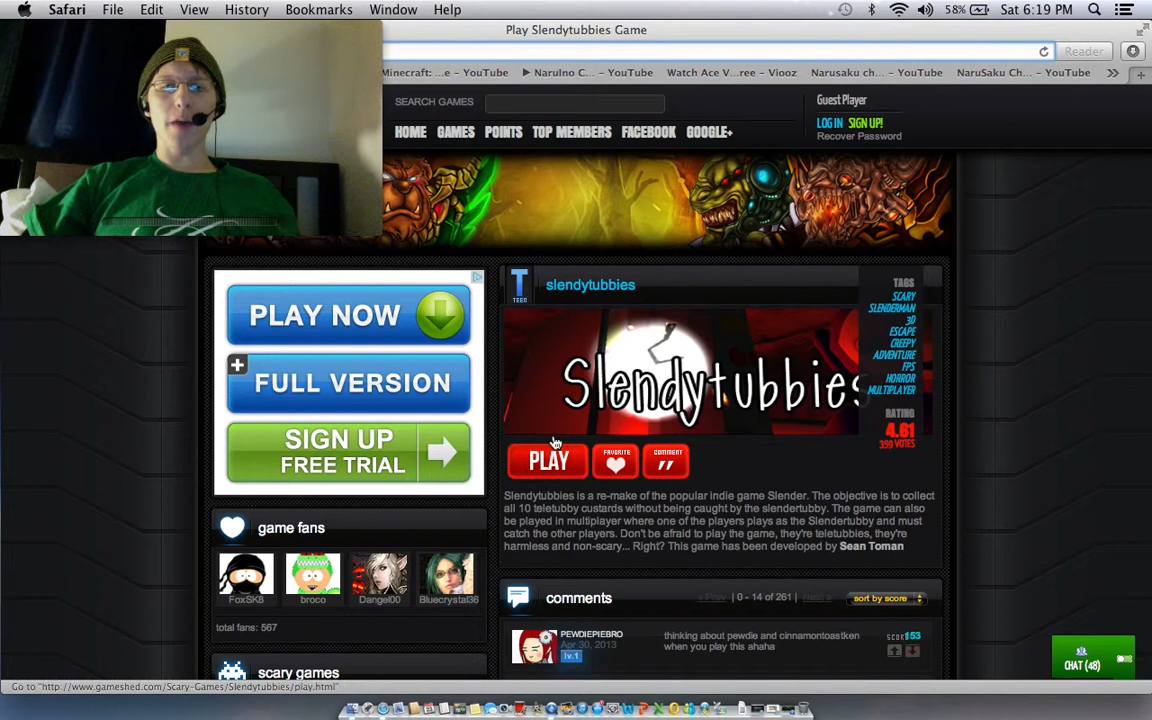 Safari File Edit View History Bookmarks Window Help 58% Sat 6:19 PM
Play Slendytubbies Game
Reader
Minecraft: ...e – YouTube ▶ NaruIno C... – YouTube Watch Ace V...ree – Viooz Narusaku ch... – YouTube NaruSaku Ch... – YouTube
SEARCH GAMES
Guest Player
LOG IN SIGN UP!
Recover Password
HOME GAMES POINTS TOP MEMBERS FACEBOOK GOOGLE+
PLAY NOW
FULL VERSION
SIGN UP
FREE TRIAL
T
TEEN
slendytubbies
Slendytubbies
TAGS
SCARY
SLENDERMAN
3D
ESCAPE
CREEPY
ADVENTURE
FPS
HORROR
MULTIPLAYER
RATING
4.61
359 VOTES
PLAY
FAVORITE
COMMENT
Slendytubbies is a re-make of the popular indie game Slender. The objective is to collect
all 10 teletubby custards without being caught by the slendertubby. The game can also
be played in multiplayer where one of the players plays as the Slendertubby and must
catch the other players. Don't be afraid to play the game, they're teletubbies, they're
harmless and non-scary... Right? This game has been developed by Sean Toman
game fans
FoxSK8 broco Dangel00 Bluecrystal36
total fans: 567
scary games
comments
< Prev | 0 - 14 of 261 | next >
sort by score
PEWDIEPIEBRO
Apr 30, 2013
lv.1
thinking about pewdie and cinnamontoastken
when you play this ahaha
SCORE 153
CHAT (48)
Go to "http://www.gameshed.com/Scary-Games/Slendytubbies/play.html"